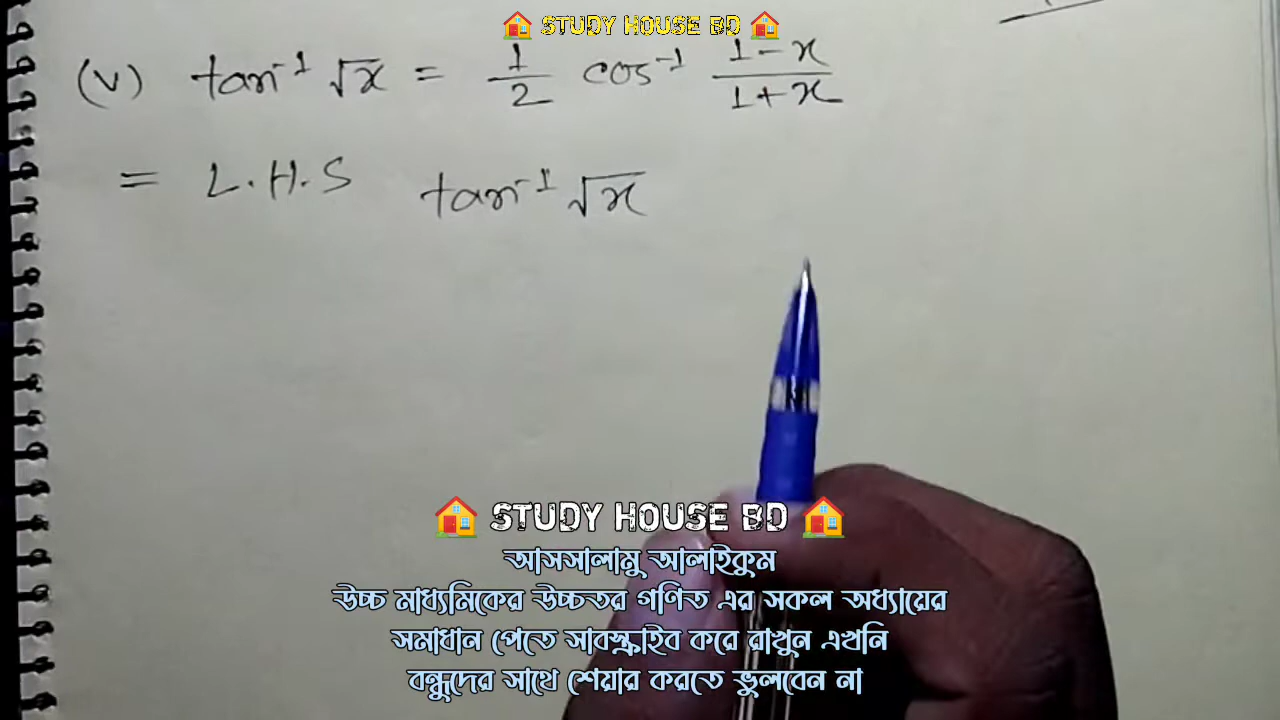 🏠 STUDY HOUSE BD 🏠
(v) tan⁻¹ √x = 1/2 cos⁻¹ (1-x)/(1+x)
= L.H.S tan⁻¹ √x
🏠 STUDY HOUSE BD 🏠
আসসালামু আলাইকুম
উচ্চ মাধ্যমিকের উচ্চতর গণিত এর সকল অধ্যায়ের
সমাধান পেতে সাবস্ক্রাইব করে রাখুন এখনি
বন্ধুদের সাথে শেয়ার করতে ভুলবেন না